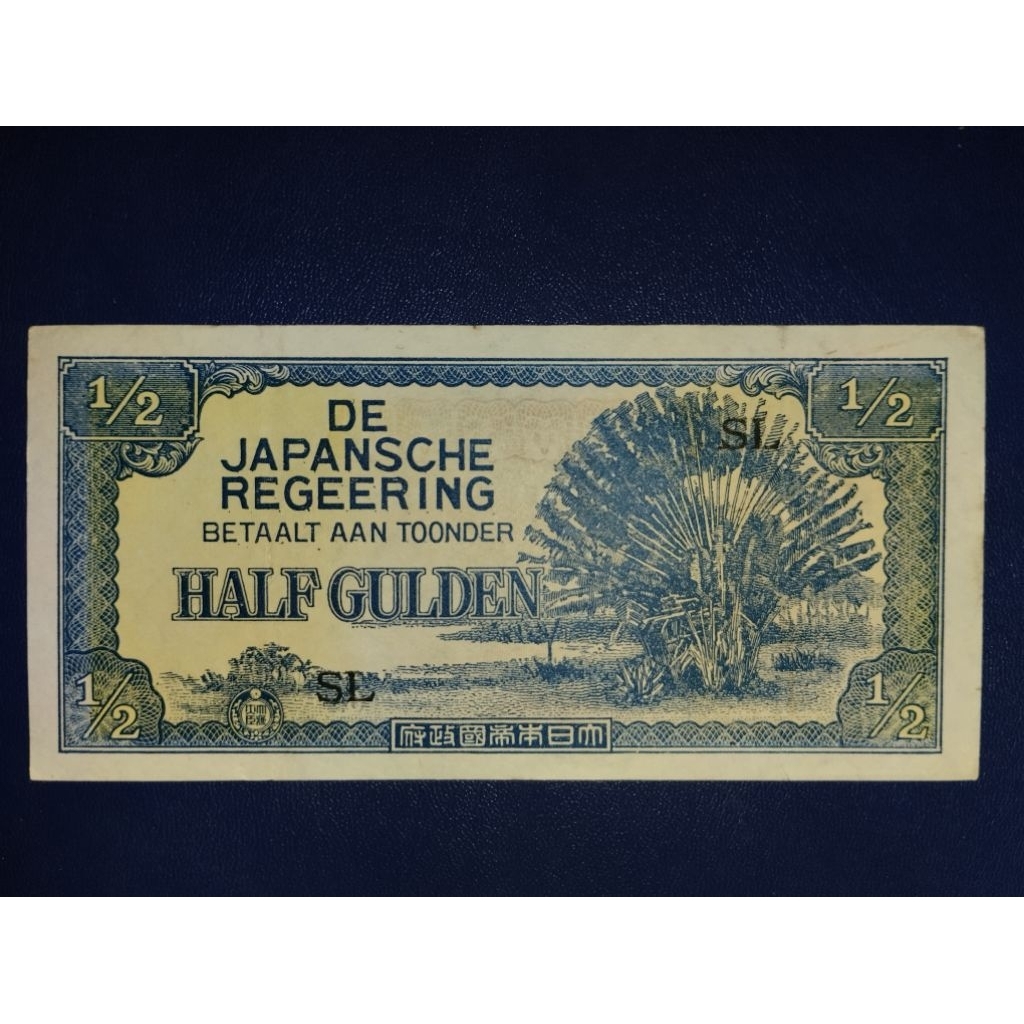 1/2 1/2
DE
JAPANSCHE
REGEERING
BETAALT AAN TOONDER
HALF GULDEN
SL
SL
1/2 1/2
府政國帝本日大